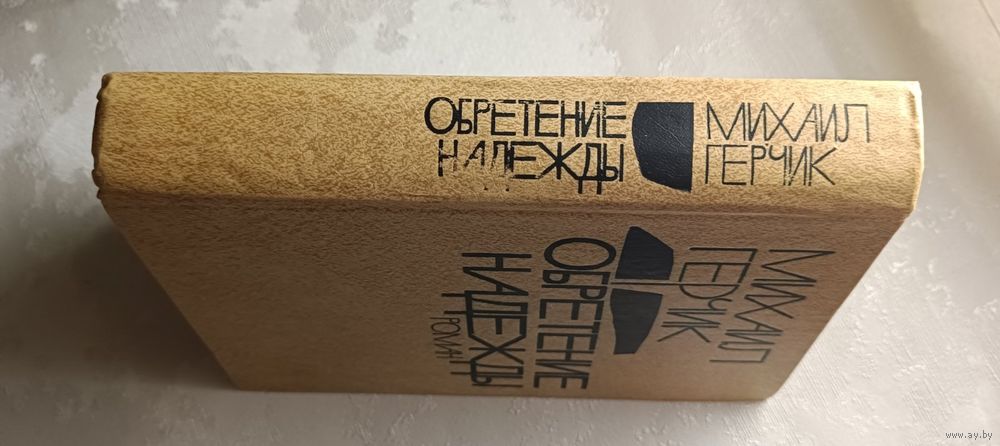 МИХАИЛ
ГЕРЧИК
ОБРЕТЕНИЕ
НАДЕЖДЫ
МИХАИЛ
ГЕРЧИК
ОБРЕТЕНИЕ
НАДЕЖДЫ
РОМАН
www.ay.by